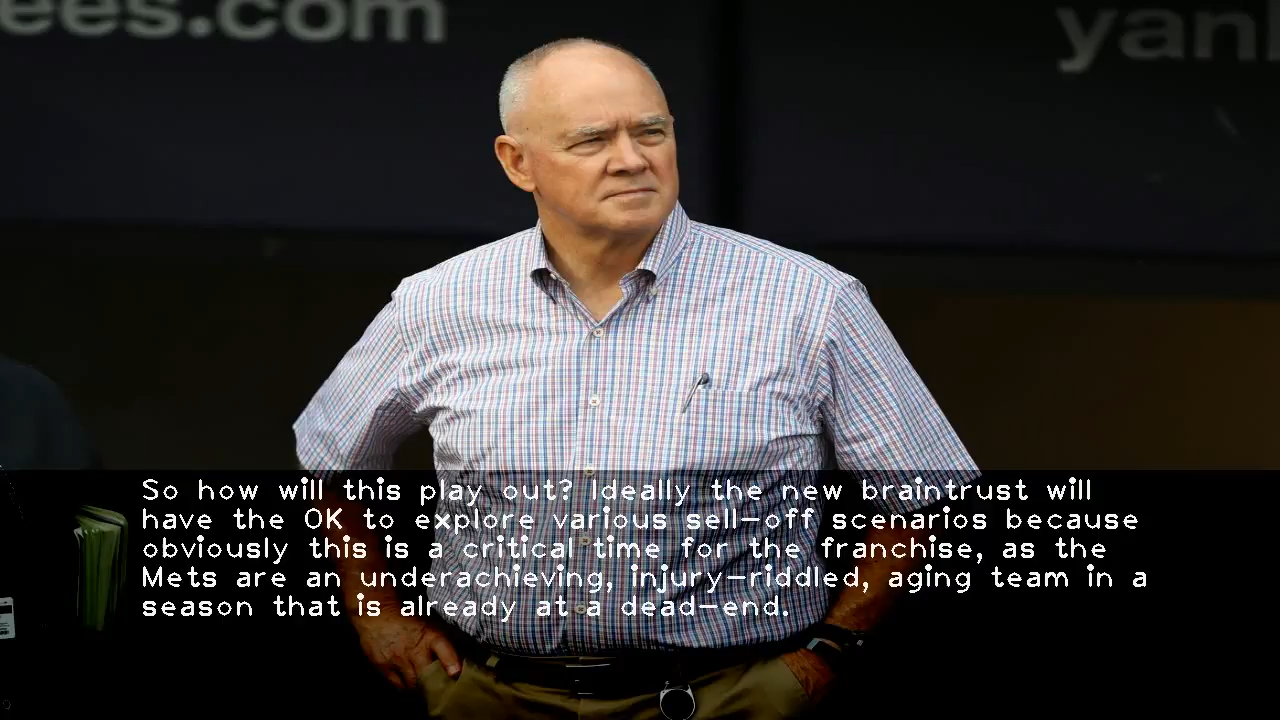 ees.com
yank
So how will this play out? Ideally the new braintrust will
have the OK to explore various sell-off scenarios because
obviously this is a critical time for the franchise, as the
Mets are an underachieving, injury-riddled, aging team in a
season that is already at a dead-end.